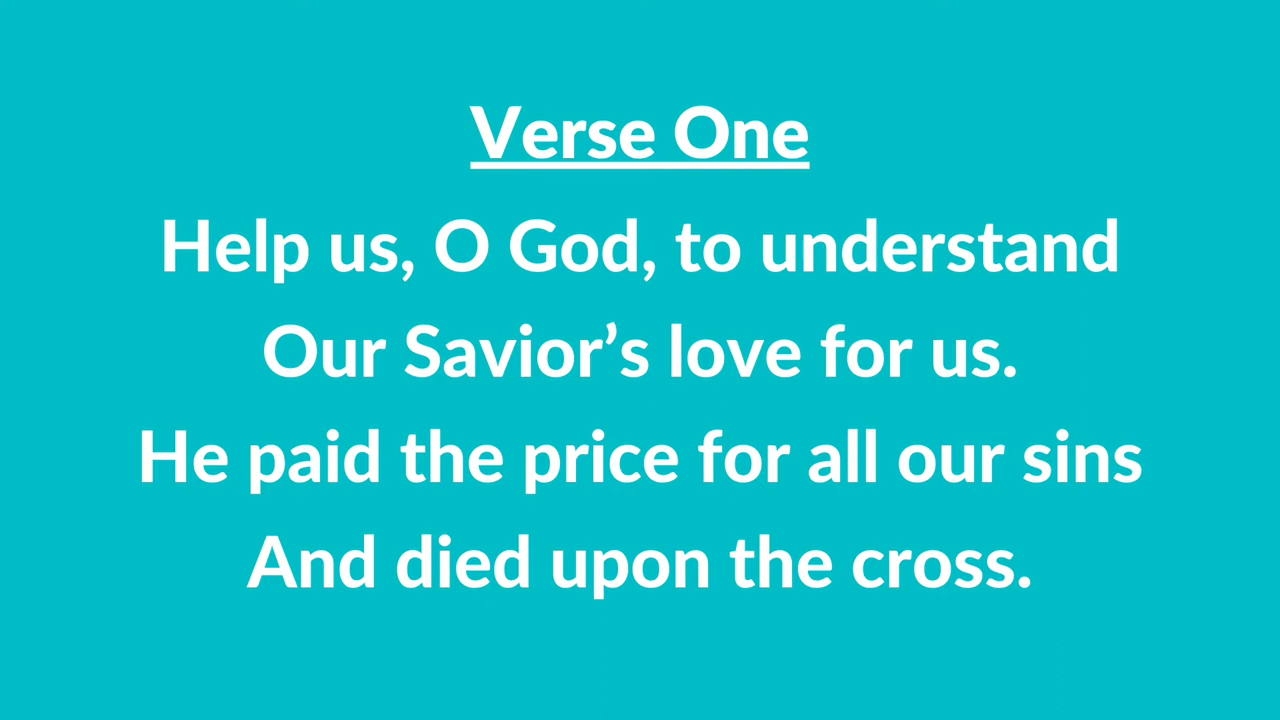 Verse One
Help us, O God, to understand
Our Savior’s love for us.
He paid the price for all our sins
And died upon the cross.